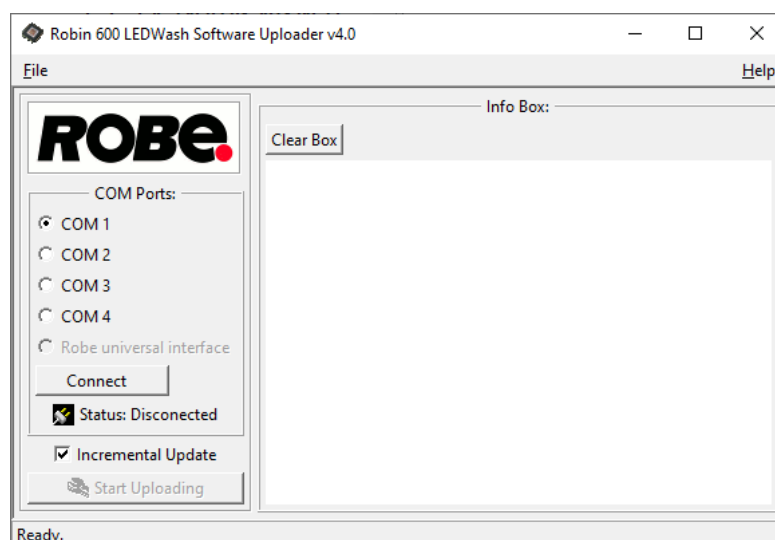 Robin 600 LEDWash Software Uploader v4.0
File Help
ROBe.
Info Box:
Clear Box
COM Ports:
COM 1
COM 2
COM 3
COM 4
Robe universal interface
Connect
Status: Disconected
Incremental Update
Start Uploading
Ready.